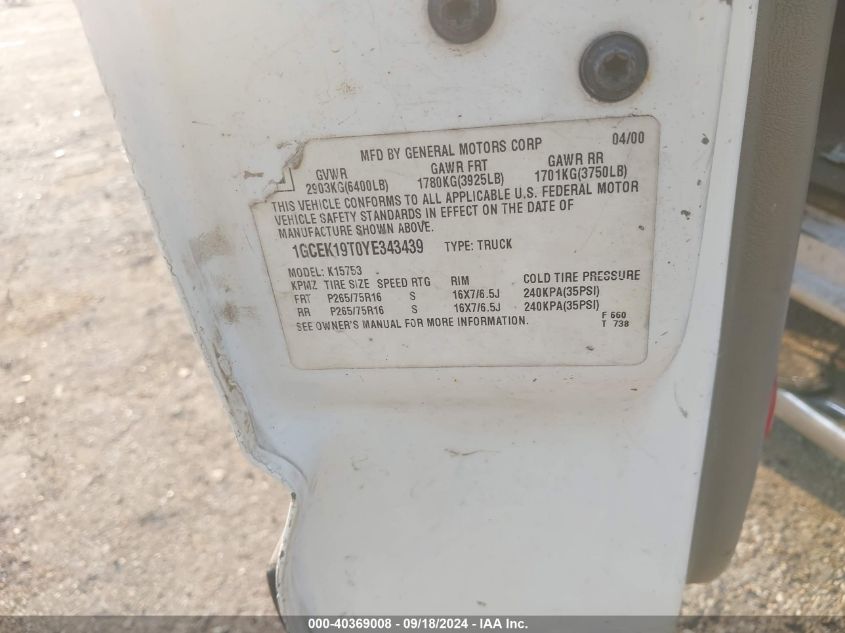 MFD BY GENERAL MOTORS CORP 04/00
GVWR GAWR FRT GAWR RR
2903KG(6400LB) 1780KG(3925LB) 1701KG(3750LB)
THIS VEHICLE CONFORMS TO ALL APPLICABLE U.S. FEDERAL MOTOR
VEHICLE SAFETY STANDARDS IN EFFECT ON THE DATE OF
MANUFACTURE SHOWN ABOVE.
1GCEK19T0YE343439 TYPE: TRUCK
MODEL: K15753
KPMZ TIRE SIZE SPEED RTG RIM COLD TIRE PRESSURE
FRT P265/75R16 S 16X7/6.5J 240KPA(35PSI)
RR P265/75R16 S 16X7/6.5J 240KPA(35PSI)
SEE OWNER'S MANUAL FOR MORE INFORMATION.
F 660
T 738
000-40369008 - 09/18/2024 - IAA Inc.